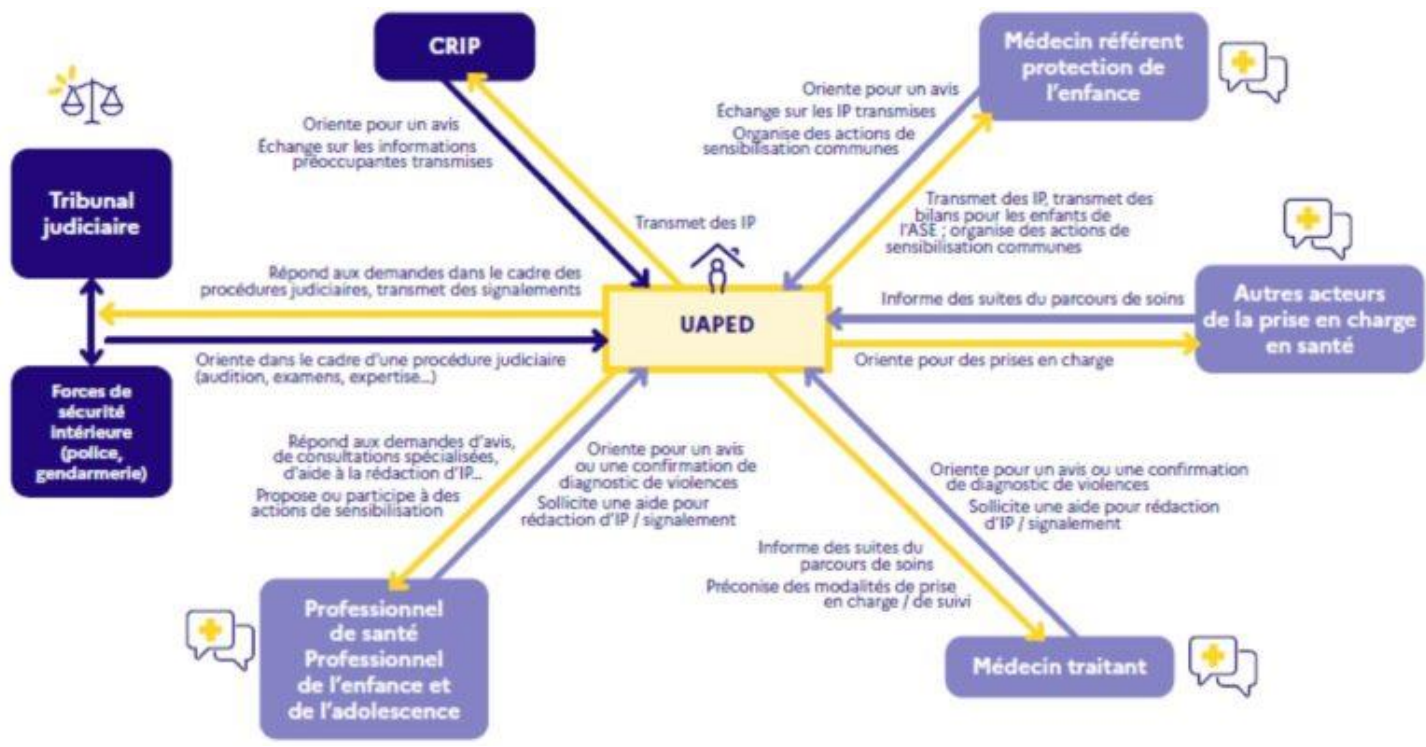 CRIP
Médecin référent
protection de
l'enfance
Oriente pour un avis
Échange sur les informations
préoccupantes transmises
Oriente pour un avis
Échange sur les IP transmises
Organise des actions de
sensibilisation communes
Tribunal
judiciaire
Transmet des IP
Transmet des IP, transmet des
bilans pour les enfants de
l'ASE ; organise des actions de
sensibilisation communes
Répond aux demandes dans le cadre des
procédures judiciaires, transmet des signalements
UAPED
Informe des suites du parcours de soins
Autres acteurs
de la prise en charge
en santé
Oriente dans le cadre d'une procédure judiciaire
(audition, examens, expertise...)
Oriente pour des prises en charge
Forces de
sécurité
intérieure
(police,
gendarmerie)
Répond aux demandes d'avis,
de consultations spécialisées,
d'aide à la rédaction d'IP...
Propose ou participe à des
actions de sensibilisation
Oriente pour un avis
ou une confirmation de
diagnostic de violences
Sollicite une aide pour
rédaction d'IP / signalement
Oriente pour un avis ou une confirmation
de diagnostic de violences
Sollicite une aide pour rédaction
d'IP / signalement
Informe des suites du
parcours de soins
Préconise des modalités de prise
en charge / de suivi
Professionnel
de santé
Professionnel
de l'enfance et
de l'adolescence
Médecin traitant